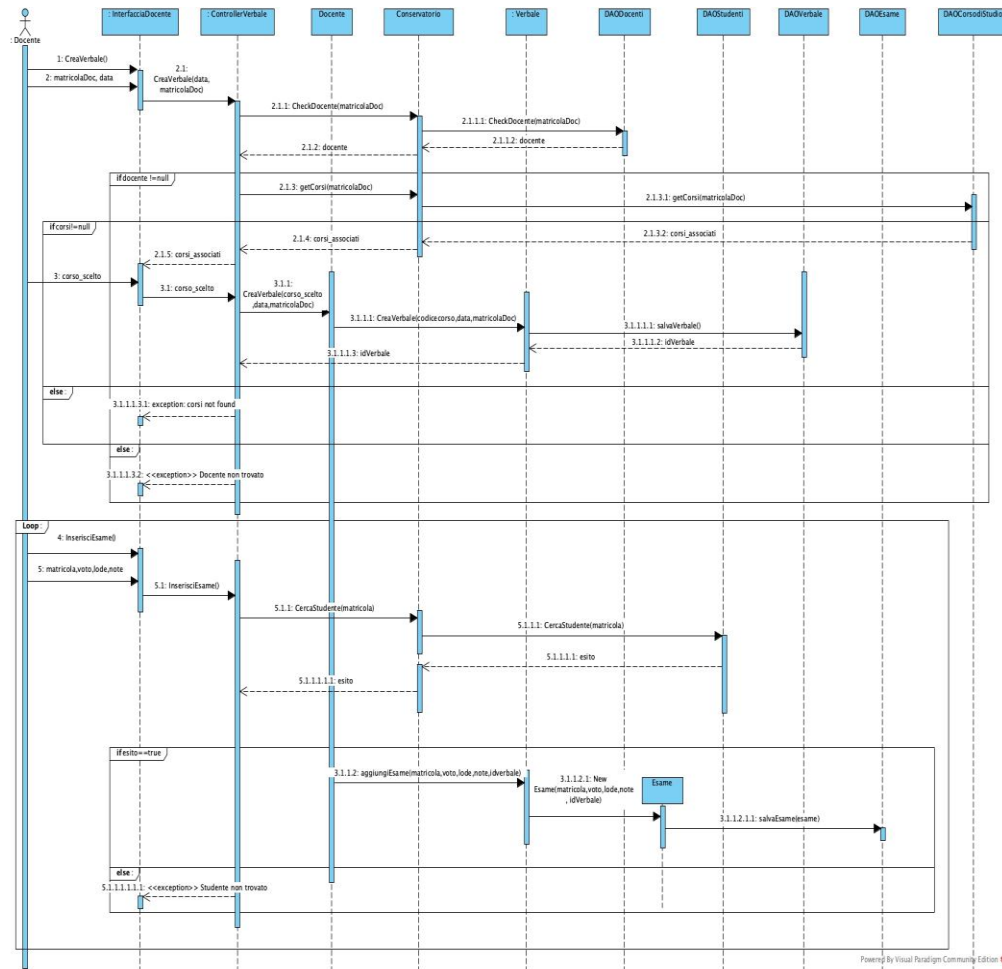 : InterfacciaDocente
: ControllerVerbale
Docente
Conservatorio
: Verbale
DAODocenti
DAOStudenti
DAOVerbale
DAOEsame
DAOCorsodiStudio
: Docente
1: CreaVerbale()
2: matricolaDoc, data
2.1:
CreaVerbale(data,
matricolaDoc)
2.1.1: CheckDocente(matricolaDoc)
2.1.1.1: CheckDocente(matricolaDoc)
2.1.1.2: docente
2.1.2: docente
if docente !=null
2.1.3: getCorsi(matricolaDoc)
2.1.3.1: getCorsi(matricolaDoc)
if corsi!=null
2.1.4: corsi_associati
2.1.3.2: corsi_associati
2.1.5: corsi_associati
3: corso_scelto
3.1: corso_scelto
3.1.1:
CreaVerbale(corso_scelto
,data,matricolaDoc)
3.1.1.1: CreaVerbale(codicecorso,data,matricolaDoc)
3.1.1.1.1: salvaVerbale()
3.1.1.1.2: idVerbale
3.1.1.1.3: idVerbale
else :
3.1.1.1.3.1: exception: corsi not found
else :
3.1.1.1.3.2: <<exception>> Docente non trovato
Loop :
4: InserisciEsame()
5: matricola,voto,lode,note
5.1: InserisciEsame()
5.1.1: CercaStudente(matricola)
5.1.1.1: CercaStudente(matricola)
5.1.1.1.1: esito
5.1.1.1.1.1: esito
if esito==true
3.1.1.2: aggiungiEsame(matricola,voto,lode,note,idverbale)
3.1.1.2.1: New
Esame(matricola,voto,lode,note
, idVerbale)
Esame
3.1.1.2.1.1: salvaEsame(esame)
else :
5.1.1.1.1.1.1: <<exception>> Studente non trovato
Powered By Visual Paradigm Community Edition